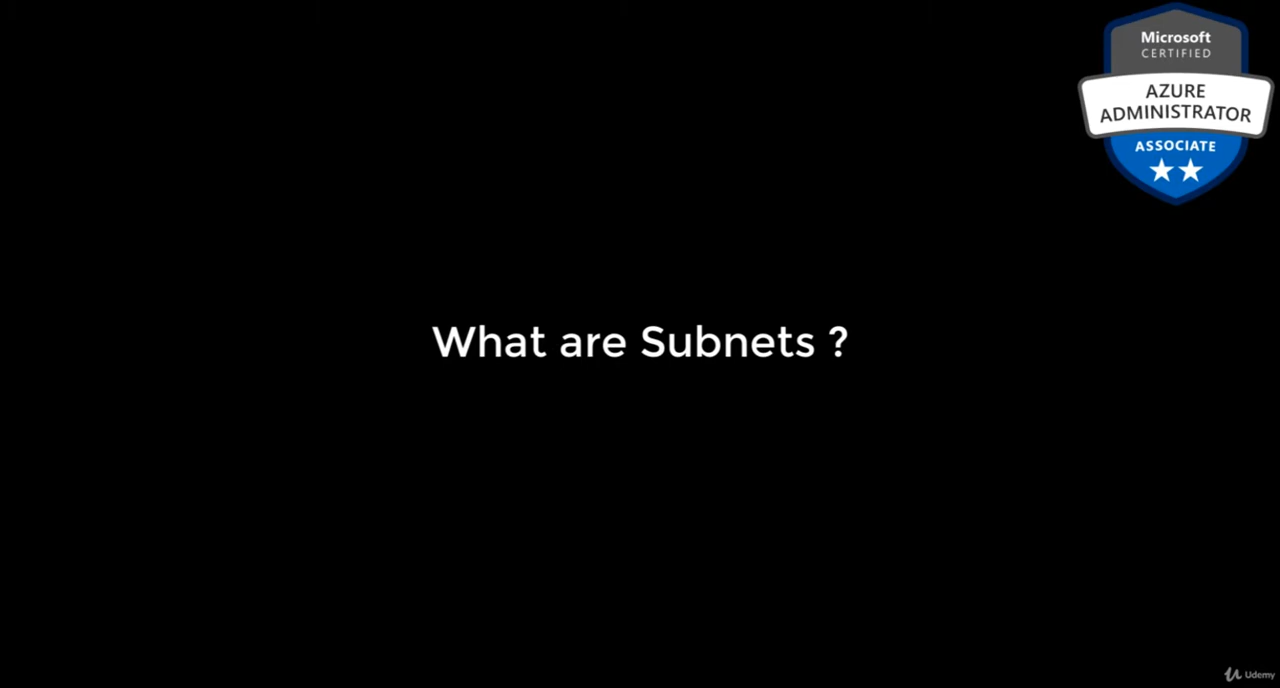 Microsoft
CERTIFIED
AZURE
ADMINISTRATOR
ASSOCIATE
What are Subnets ?
Udemy